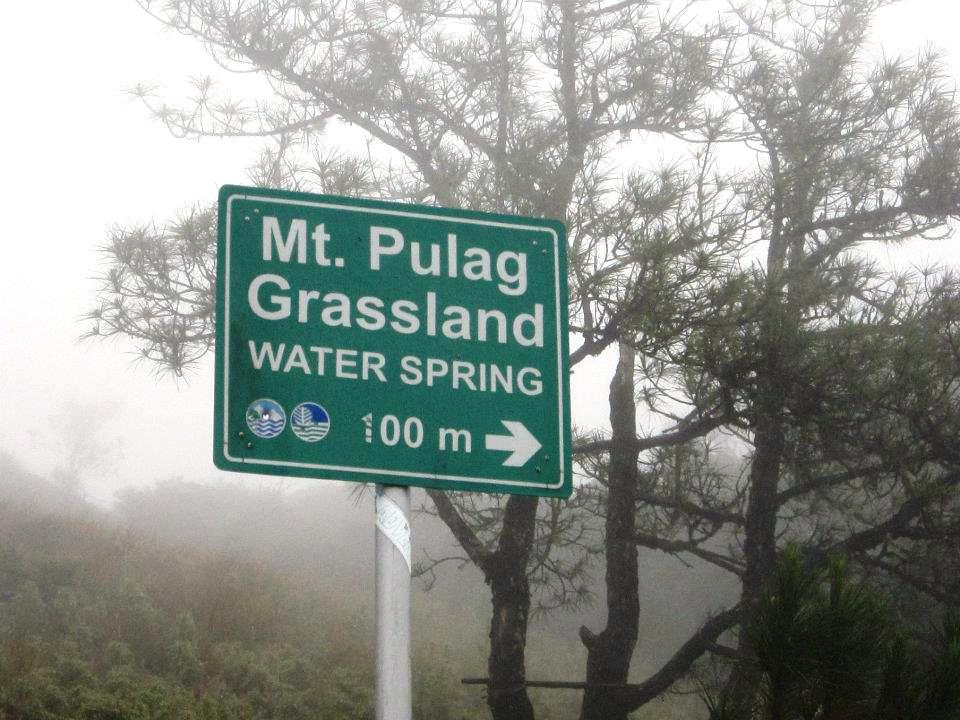 Mt. Pulag
Grassland
WATER SPRING
100 m